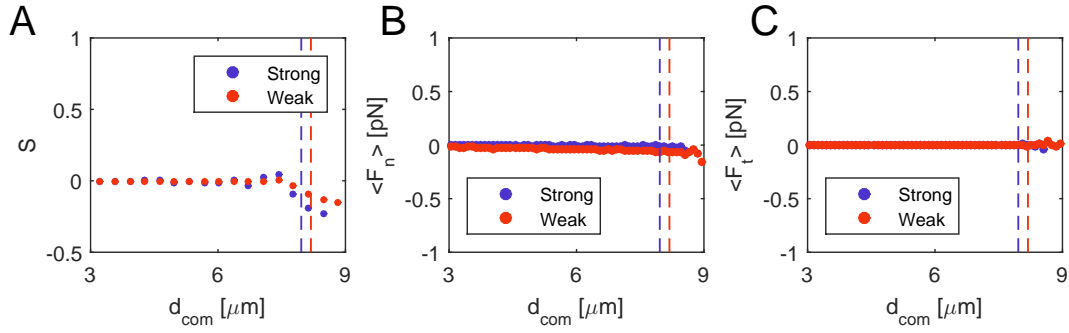 A
1
0.5
0
-0.5
S
Strong
Weak
3
6
9
d_com [μm]
B
1
0.5
0
-0.5
-1
<F_n> [pN]
Strong
Weak
3
6
9
d_com [μm]
C
1
0.5
0
-0.5
-1
<F_t> [pN]
Strong
Weak
3
6
9
d_com [μm]